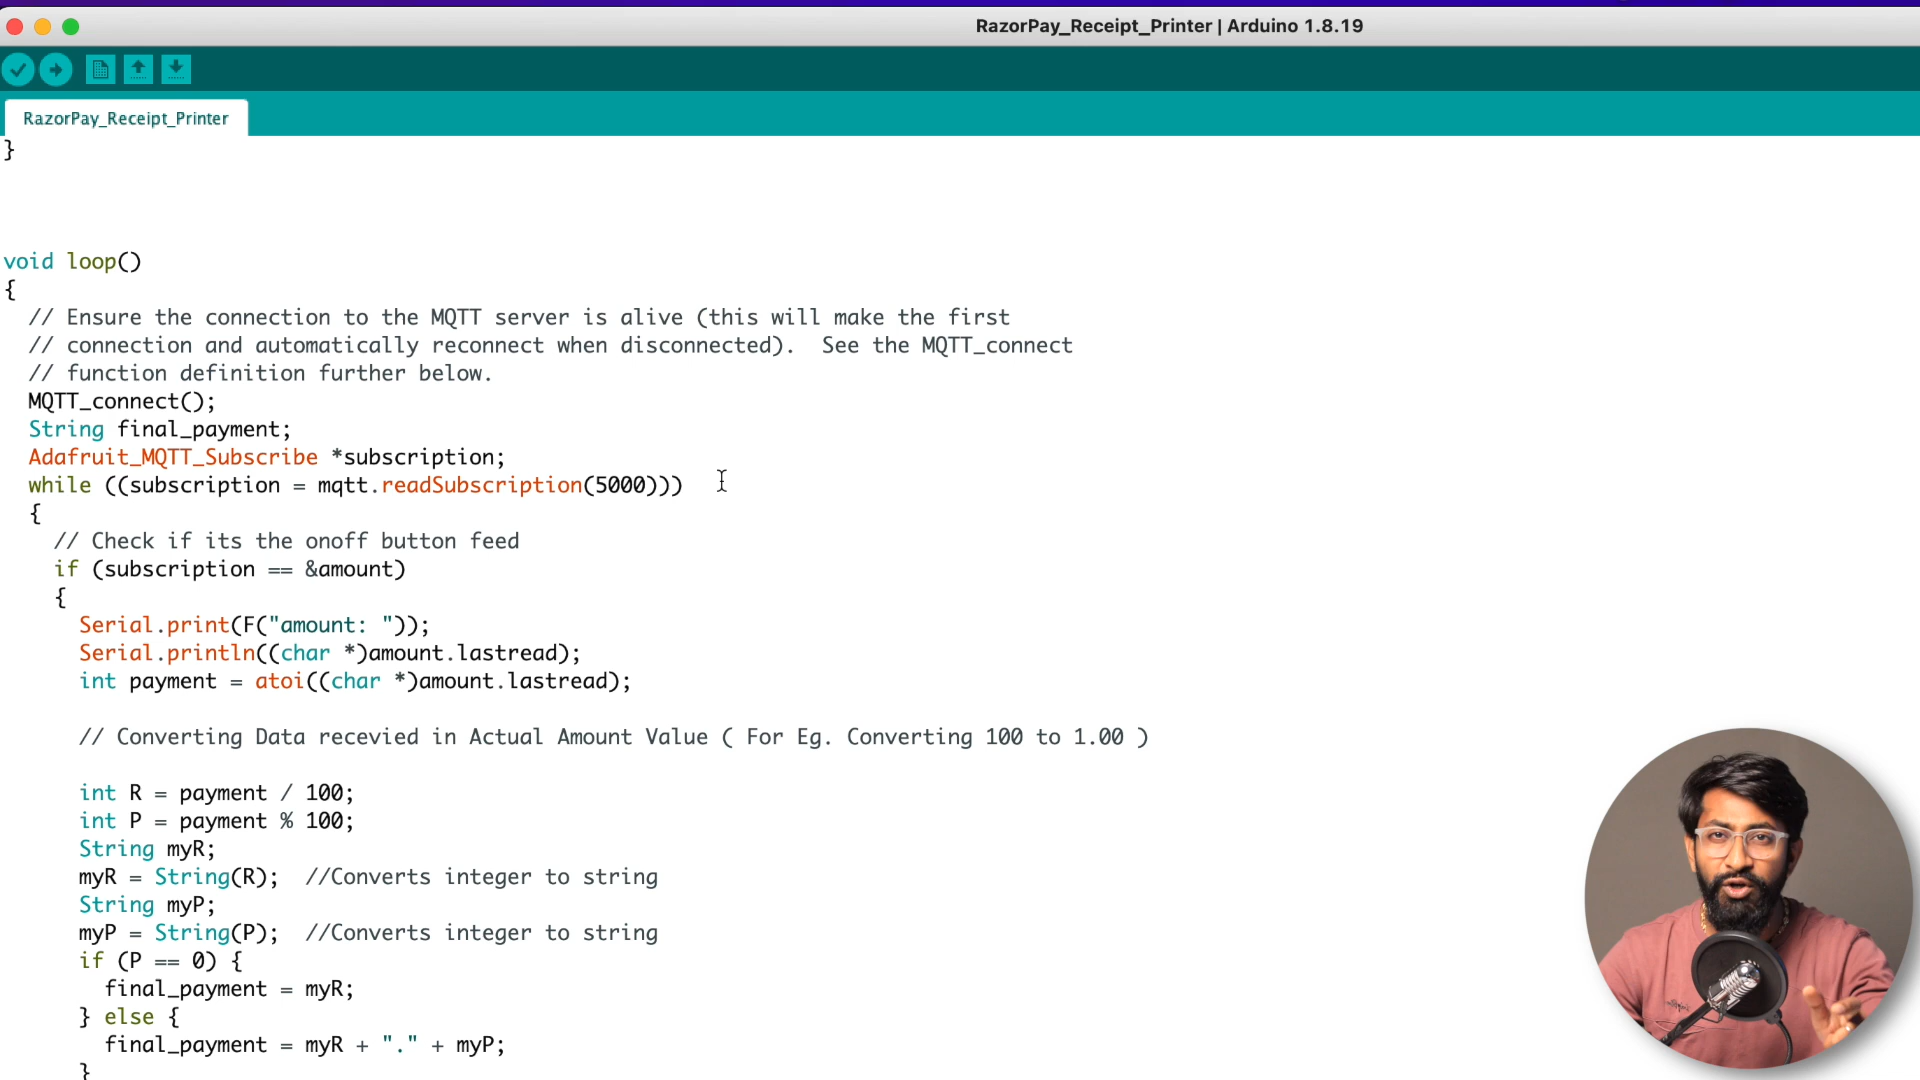 RazorPay_Receipt_Printer | Arduino 1.8.19
RazorPay_Receipt_Printer
}
void loop()
{
// Ensure the connection to the MQTT server is alive (this will make the first
// connection and automatically reconnect when disconnected).  See the MQTT_connect
// function definition further below.
MQTT_connect();
String final_payment;
Adafruit_MQTT_Subscribe *subscription;
while ((subscription = mqtt.readSubscription(5000)))
{
// Check if its the onoff button feed
if (subscription == &amount)
{
Serial.print(F("amount: "));
Serial.println((char *)amount.lastread);
int payment = atoi((char *)amount.lastread);
// Converting Data recevied in Actual Amount Value ( For Eg. Converting 100 to 1.00 )
int R = payment / 100;
int P = payment % 100;
String myR;
myR = String(R);  //Converts integer to string
String myP;
myP = String(P);  //Converts integer to string
if (P == 0) {
final_payment = myR;
} else {
final_payment = myR + "." + myP;
}